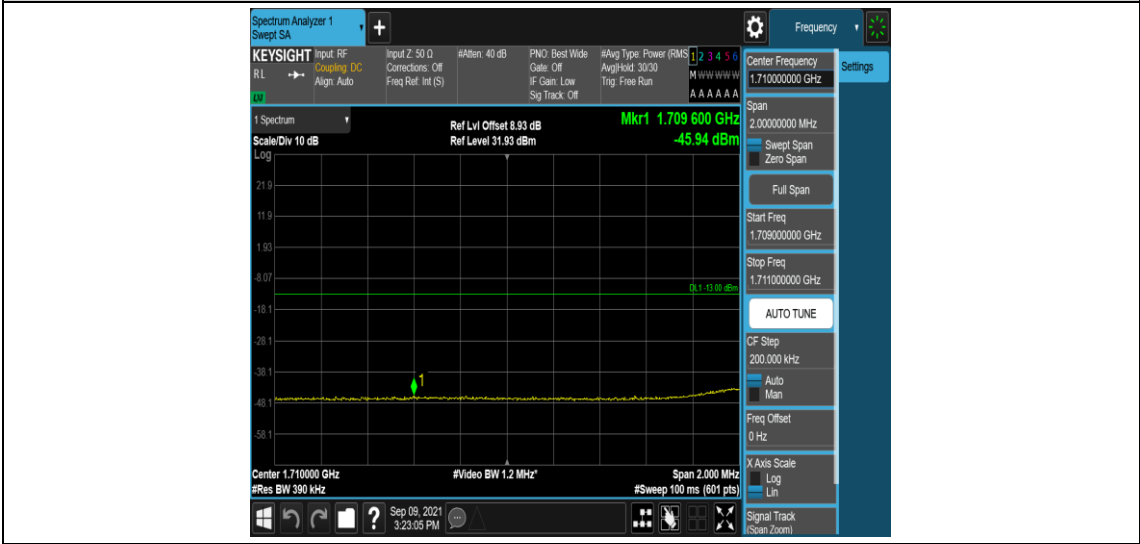 Spectrum Analyzer 1
Swept SA
Frequency
KEYSIGHT
RL
LNI
Input: RF
Coupling: DC
Align: Auto
Input Z: 50 Ω
Corrections: Off
Freq Ref: Int (S)
#Atten: 40 dB
PNO: Best Wide
Gate: Off
IF Gain: Low
Sig Track: Off
#Avg Type: Power (RMS
Avg|Hold: 30/30
Trig: Free Run
1 2 3 4 5 6
M W W W W W
A A A A A A
1 Spectrum
Scale/Div 10 dB
Log
Ref Lvl Offset 8.93 dB
Ref Level 31.93 dBm
Mkr1 1.709 600 GHz
-45.94 dBm
21.9
11.9
1.93
-8.07
DL1 -13.00 dBm
-18.1
-28.1
-38.1
1
-48.1
-58.1
Center 1.710000 GHz
#Video BW 1.2 MHz*
Span 2.000 MHz
#Res BW 390 kHz
#Sweep 100 ms (601 pts)
?
Sep 09, 2021
3:23:05 PM
Center Frequency
1.710000000 GHz
Settings
Span
2.00000000 MHz
Swept Span
Zero Span
Full Span
Start Freq
1.709000000 GHz
Stop Freq
1.711000000 GHz
AUTO TUNE
CF Step
200.000 kHz
Auto
Man
Freq Offset
0 Hz
X Axis Scale
Log
Lin
Signal Track
(Span Zoom)